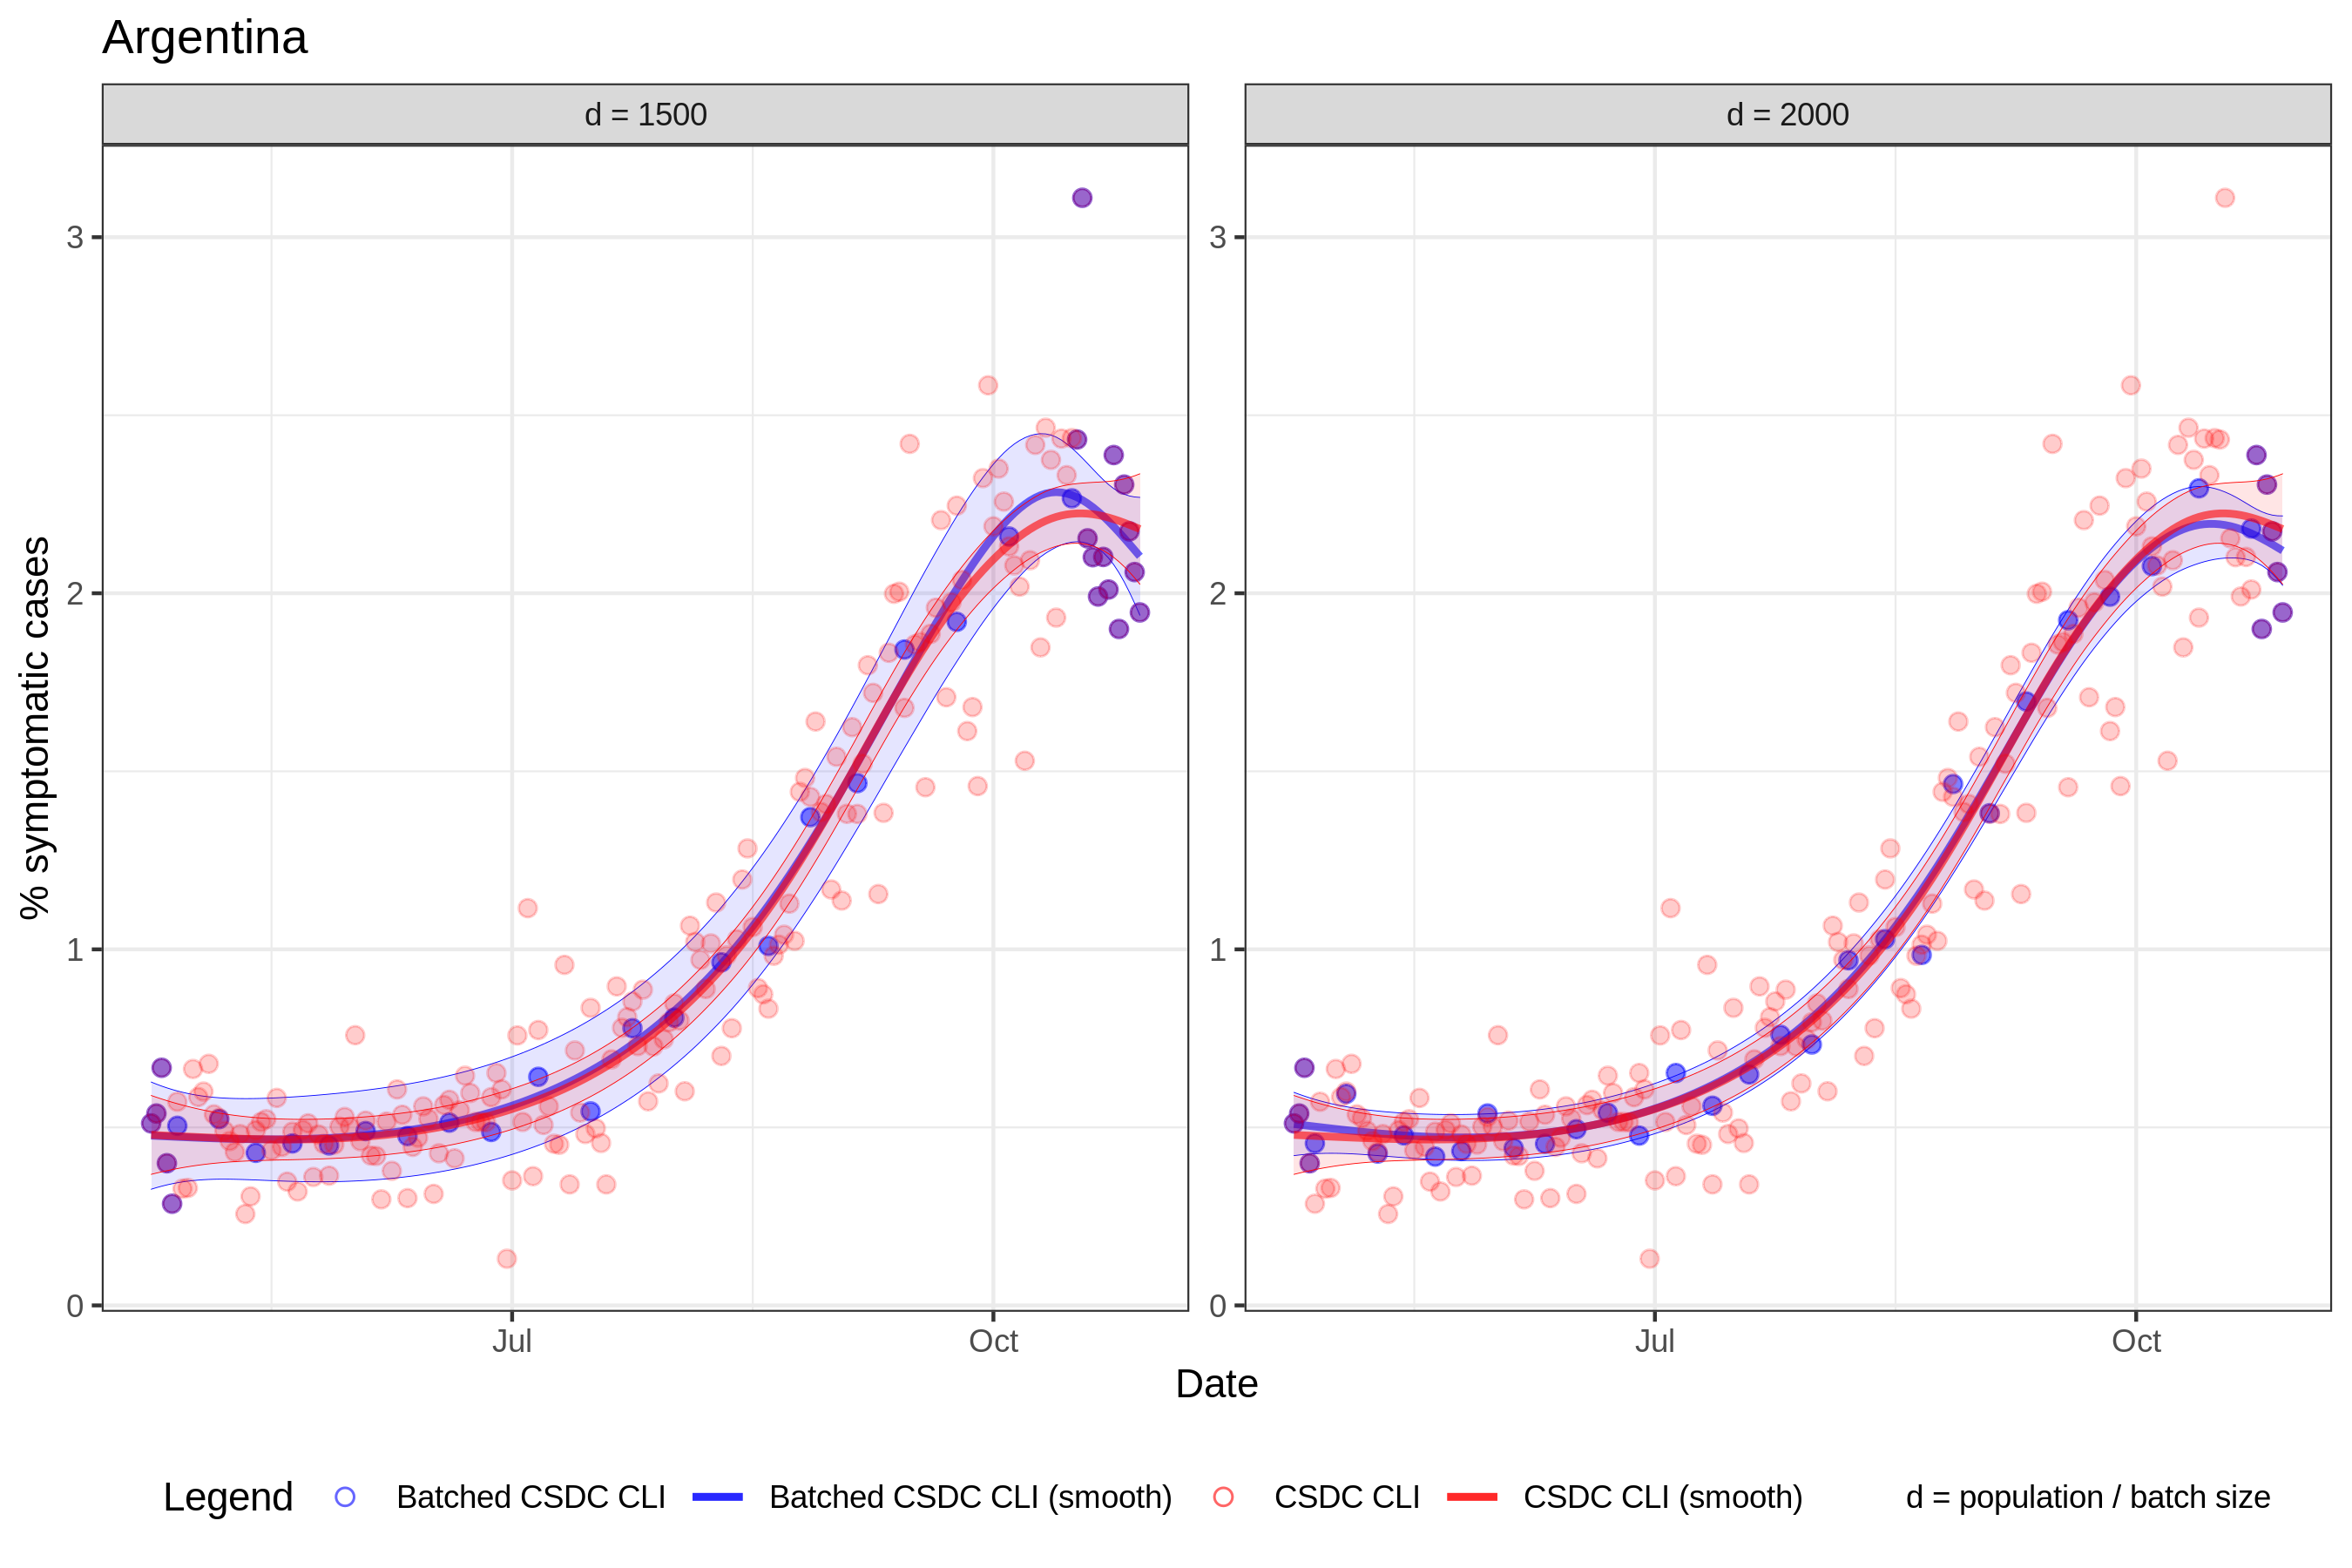 Argentina
d = 1500
d = 2000
% symptomatic cases
3
2
1
0
3
2
1
0
Jul
Oct
Jul
Oct
Date
Legend
Batched CSDC CLI
Batched CSDC CLI (smooth)
CSDC CLI
CSDC CLI (smooth)
d = population / batch size